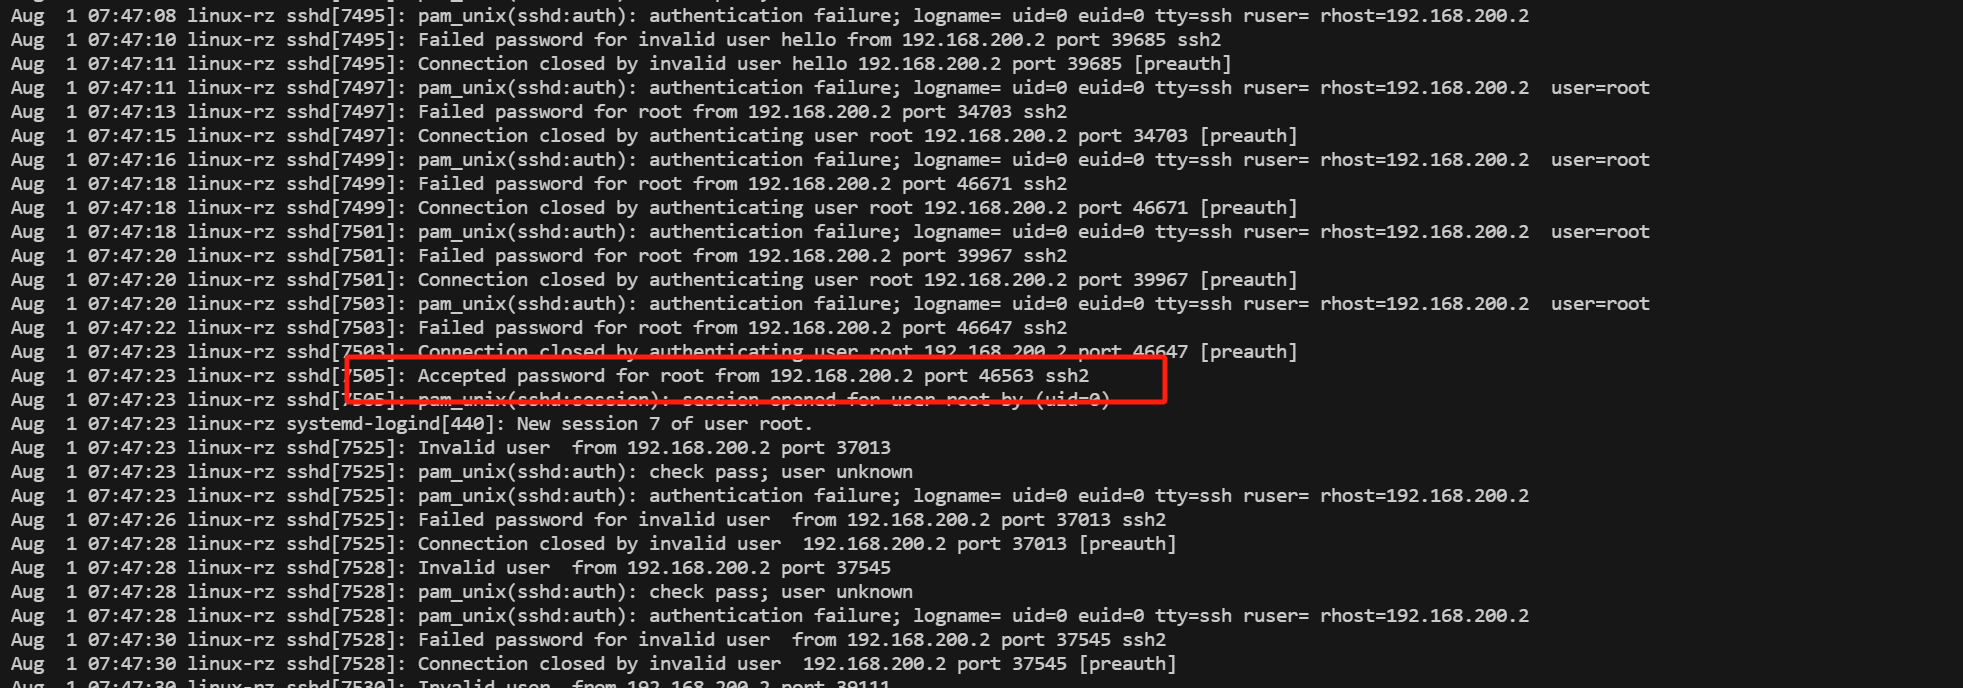 Aug  1 07:47:08 linux-rz sshd[7495]: pam_unix(sshd:auth): authentication failure; logname= uid=0 euid=0 tty=ssh ruser= rhost=192.168.200.2
Aug  1 07:47:10 linux-rz sshd[7495]: Failed password for invalid user hello from 192.168.200.2 port 39685 ssh2
Aug  1 07:47:11 linux-rz sshd[7495]: Connection closed by invalid user hello 192.168.200.2 port 39685 [preauth]
Aug  1 07:47:11 linux-rz sshd[7497]: pam_unix(sshd:auth): authentication failure; logname= uid=0 euid=0 tty=ssh ruser= rhost=192.168.200.2  user=root
Aug  1 07:47:13 linux-rz sshd[7497]: Failed password for root from 192.168.200.2 port 34703 ssh2
Aug  1 07:47:15 linux-rz sshd[7497]: Connection closed by authenticating user root 192.168.200.2 port 34703 [preauth]
Aug  1 07:47:16 linux-rz sshd[7499]: pam_unix(sshd:auth): authentication failure; logname= uid=0 euid=0 tty=ssh ruser= rhost=192.168.200.2  user=root
Aug  1 07:47:18 linux-rz sshd[7499]: Failed password for root from 192.168.200.2 port 46671 ssh2
Aug  1 07:47:18 linux-rz sshd[7499]: Connection closed by authenticating user root 192.168.200.2 port 46671 [preauth]
Aug  1 07:47:18 linux-rz sshd[7501]: pam_unix(sshd:auth): authentication failure; logname= uid=0 euid=0 tty=ssh ruser= rhost=192.168.200.2  user=root
Aug  1 07:47:20 linux-rz sshd[7501]: Failed password for root from 192.168.200.2 port 39967 ssh2
Aug  1 07:47:20 linux-rz sshd[7501]: Connection closed by authenticating user root 192.168.200.2 port 39967 [preauth]
Aug  1 07:47:20 linux-rz sshd[7503]: pam_unix(sshd:auth): authentication failure; logname= uid=0 euid=0 tty=ssh ruser= rhost=192.168.200.2  user=root
Aug  1 07:47:22 linux-rz sshd[7503]: Failed password for root from 192.168.200.2 port 46647 ssh2
Aug  1 07:47:23 linux-rz sshd[7503]: Connection closed by authenticating user root 192.168.200.2 port 46647 [preauth]
Aug  1 07:47:23 linux-rz sshd[7505]: Accepted password for root from 192.168.200.2 port 46563 ssh2
Aug  1 07:47:23 linux-rz sshd[7505]: pam_unix(sshd:session): session opened for user root by (uid=0)
Aug  1 07:47:23 linux-rz systemd-logind[440]: New session 7 of user root.
Aug  1 07:47:23 linux-rz sshd[7525]: Invalid user  from 192.168.200.2 port 37013
Aug  1 07:47:23 linux-rz sshd[7525]: pam_unix(sshd:auth): check pass; user unknown
Aug  1 07:47:23 linux-rz sshd[7525]: pam_unix(sshd:auth): authentication failure; logname= uid=0 euid=0 tty=ssh ruser= rhost=192.168.200.2
Aug  1 07:47:26 linux-rz sshd[7525]: Failed password for invalid user  from 192.168.200.2 port 37013 ssh2
Aug  1 07:47:28 linux-rz sshd[7525]: Connection closed by invalid user  192.168.200.2 port 37013 [preauth]
Aug  1 07:47:28 linux-rz sshd[7528]: Invalid user  from 192.168.200.2 port 37545
Aug  1 07:47:28 linux-rz sshd[7528]: pam_unix(sshd:auth): check pass; user unknown
Aug  1 07:47:28 linux-rz sshd[7528]: pam_unix(sshd:auth): authentication failure; logname= uid=0 euid=0 tty=ssh ruser= rhost=192.168.200.2
Aug  1 07:47:30 linux-rz sshd[7528]: Failed password for invalid user  from 192.168.200.2 port 37545 ssh2
Aug  1 07:47:30 linux-rz sshd[7528]: Connection closed by invalid user  192.168.200.2 port 37545 [preauth]
Aug  1 07:47:30 linux-rz sshd[7530]: Invalid user  from 192.168.200.2 port 39111